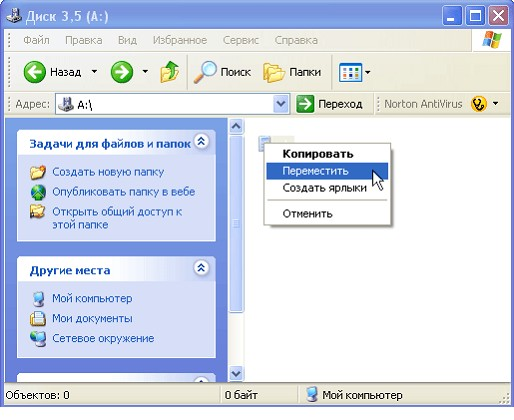 Диск 3,5 (A:)
Файл Правка Вид Избранное Сервис Справка
Назад Поиск Папки
Адрес: A:\ Переход Norton AntiVirus
Задачи для файлов и папок
Создать новую папку
Опубликовать папку в вебе
Открыть общий доступ к
этой папке
Другие места
Мой компьютер
Мои документы
Сетевое окружение
Копировать
Переместить
Создать ярлыки
Отменить
Объектов: 0 0 байт Мой компьютер